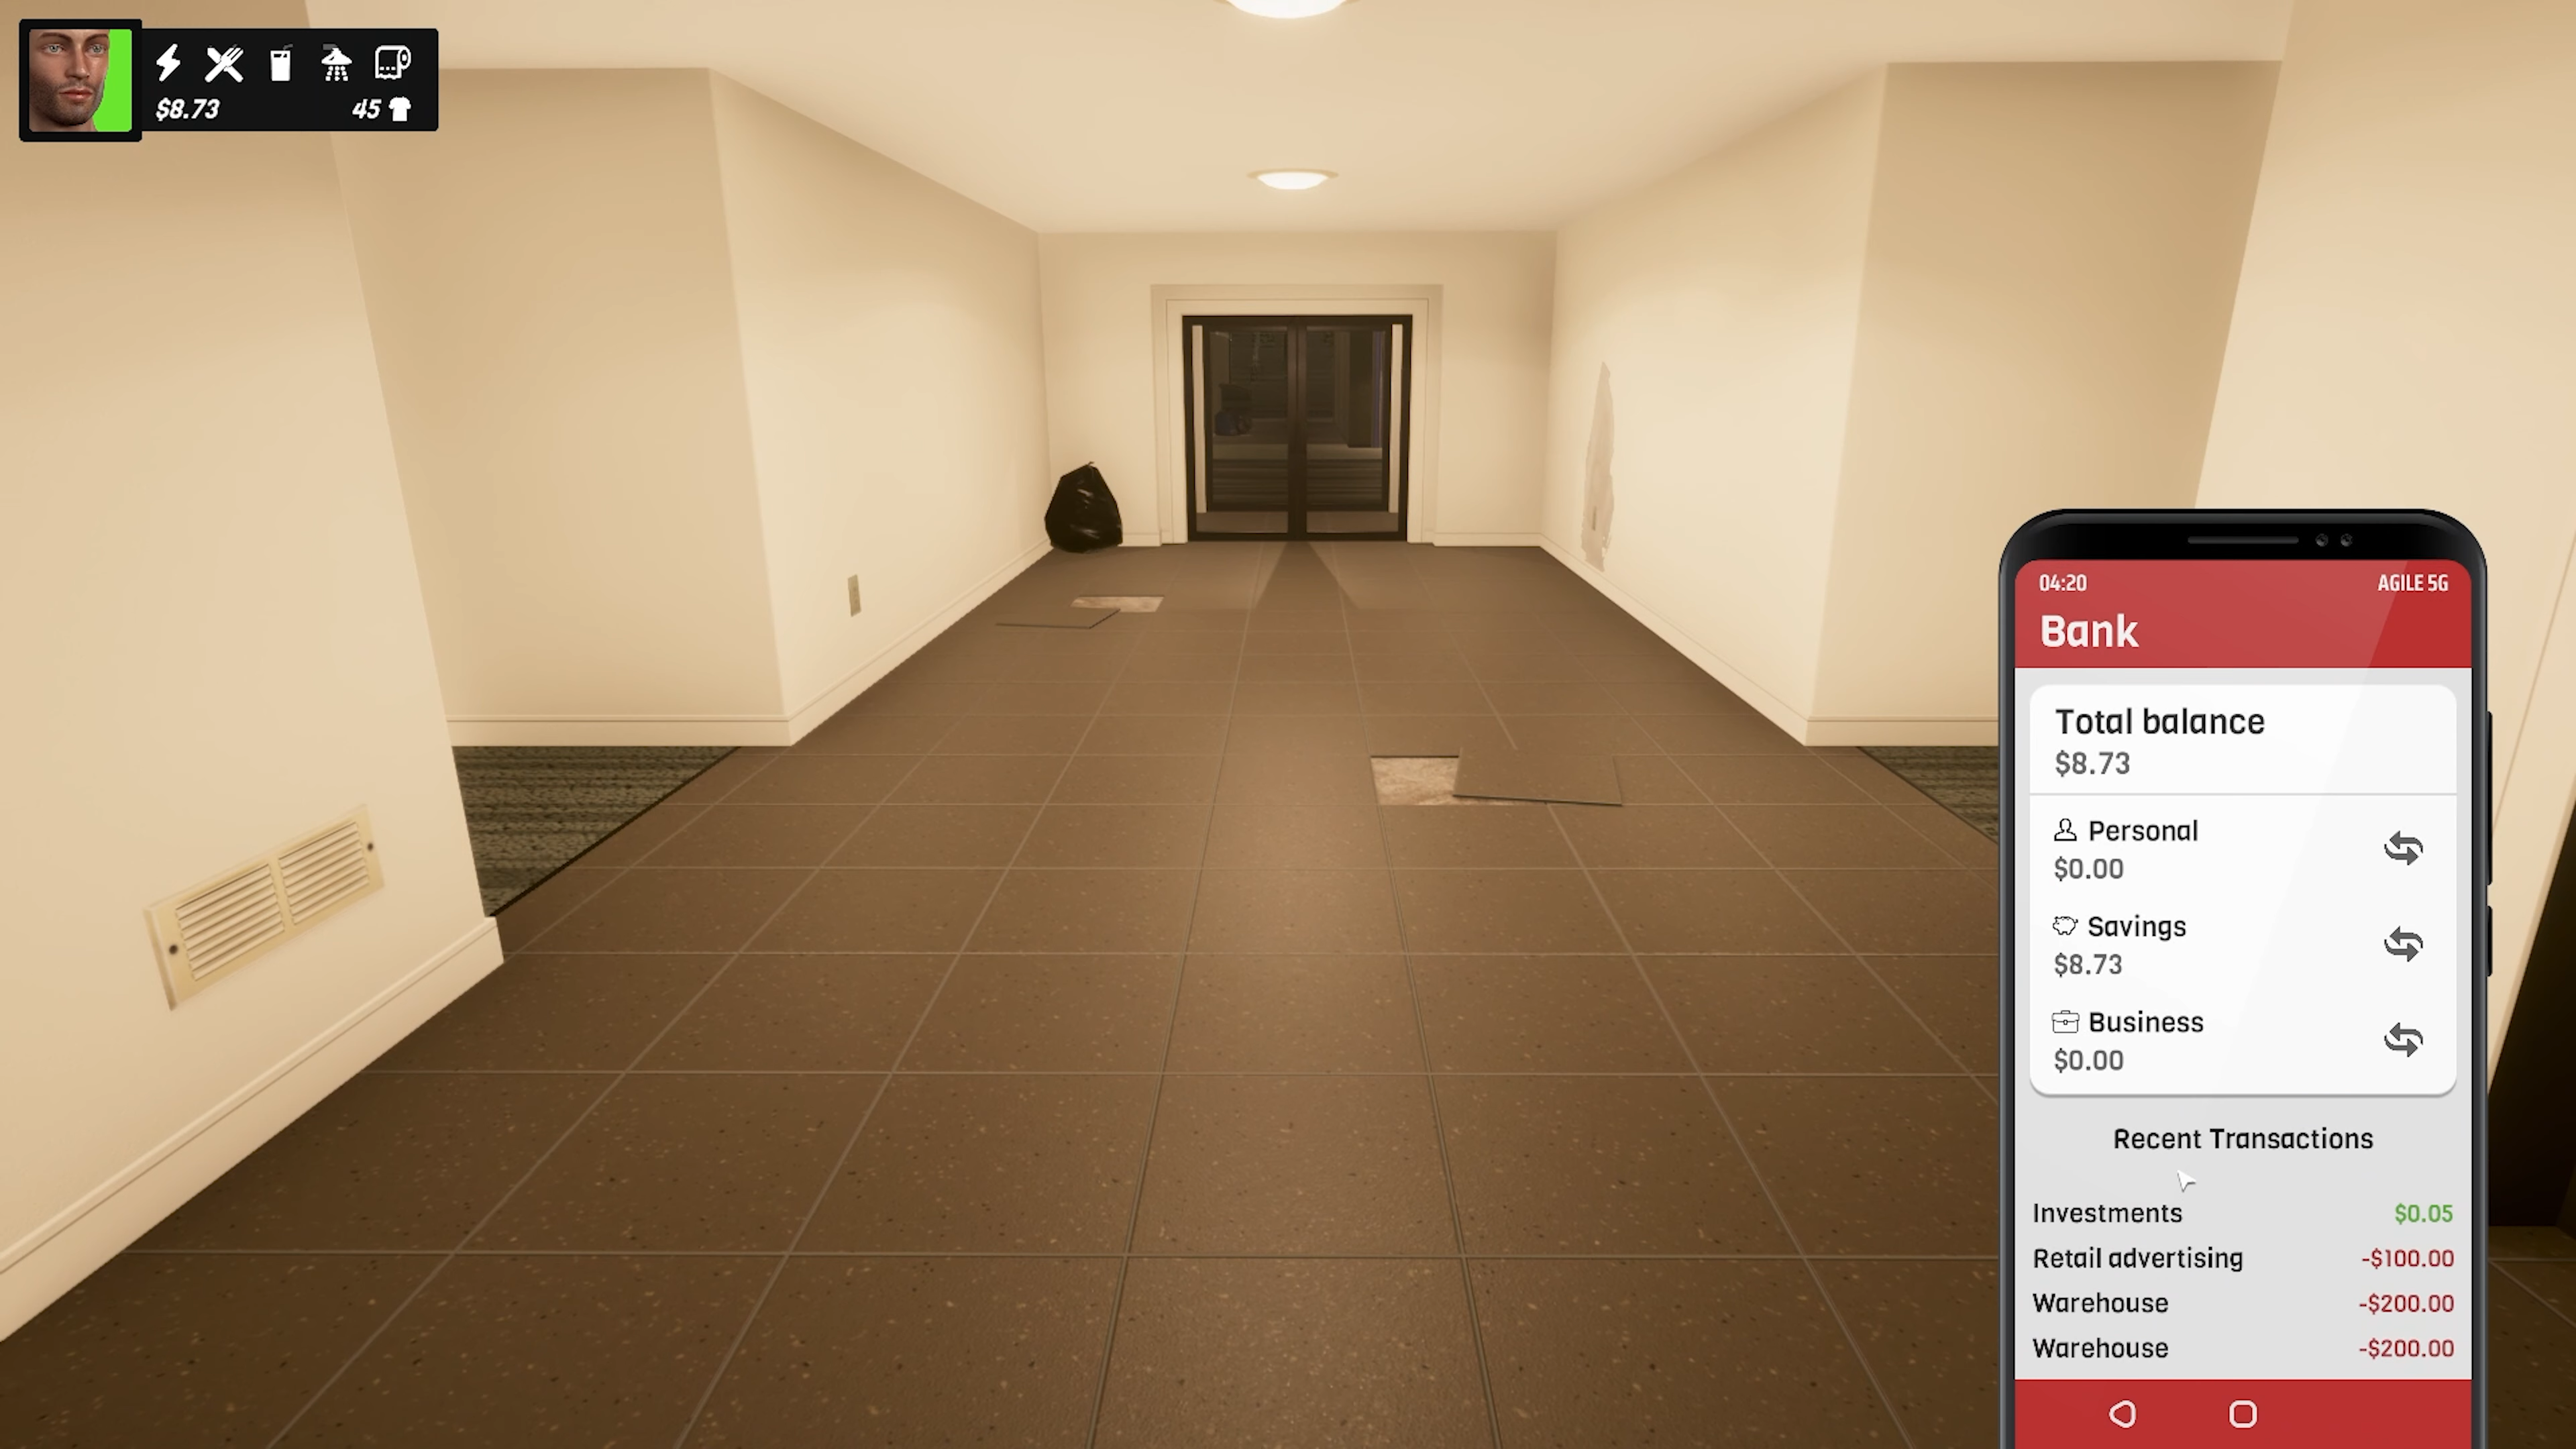 $8.73
45
04:20
AGILE 5G
Bank
Total balance
$8.73
Personal
$0.00
Savings
$8.73
Business
$0.00
Recent Transactions
Investments $0.05
Retail advertising -$100.00
Warehouse -$200.00
Warehouse -$200.00